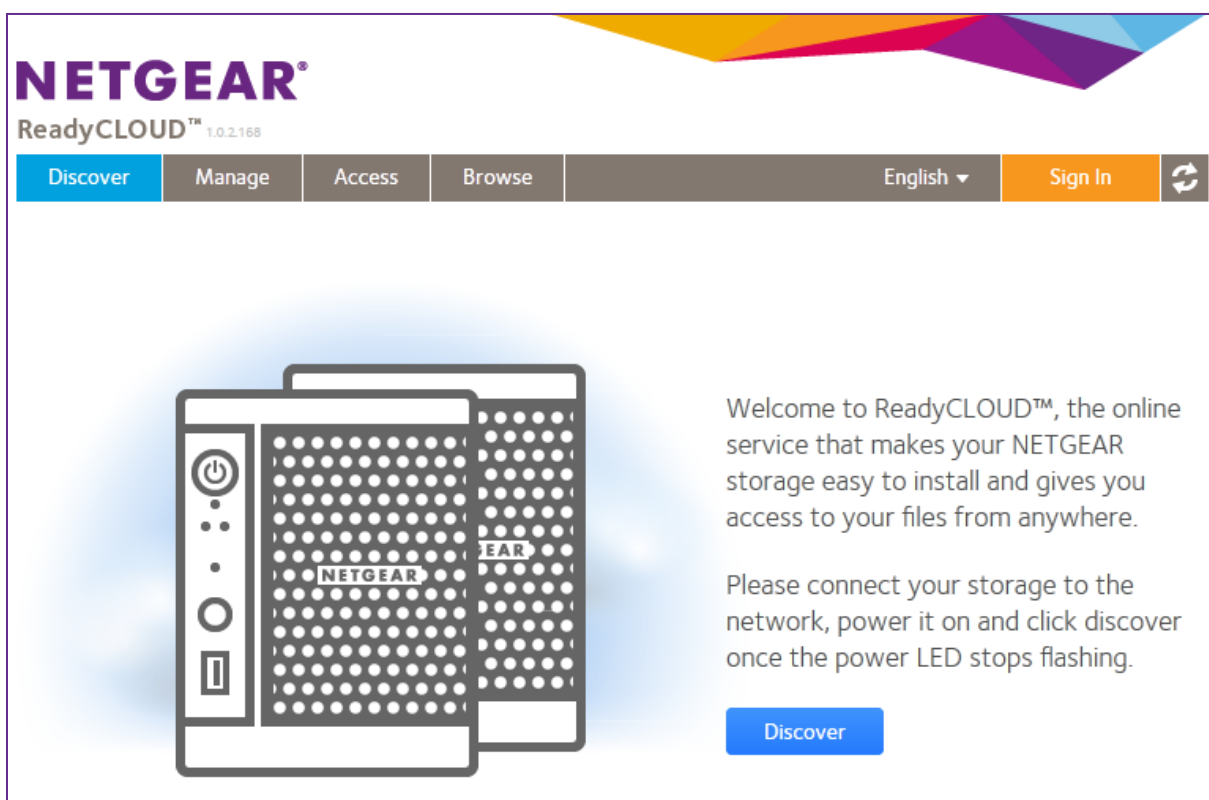 NETGEAR®
ReadyCLOUD™ 1.0.2.168
Discover Manage Access Browse English Sign In
Welcome to ReadyCLOUD™, the online
service that makes your NETGEAR
storage easy to install and gives you
access to your files from anywhere.
Please connect your storage to the
network, power it on and click discover
once the power LED stops flashing.
Discover
NETGEAR
EAR